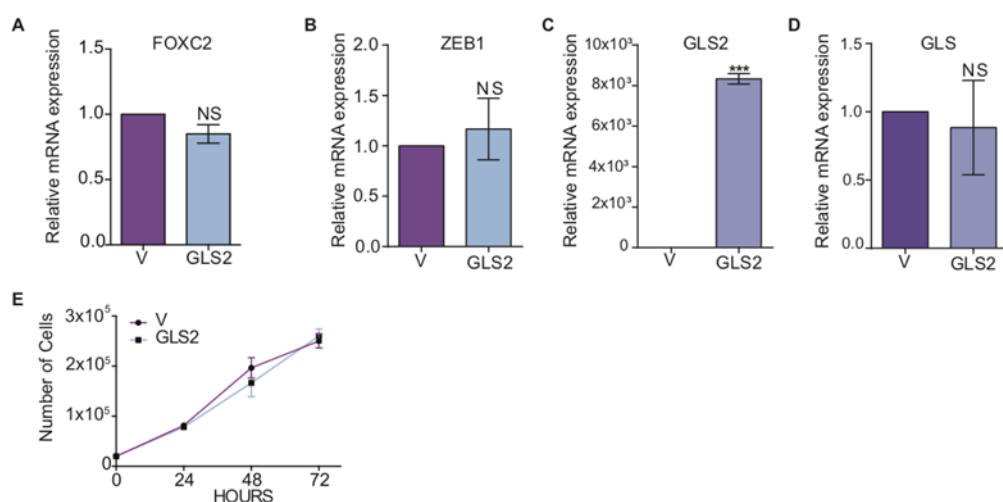 A
FOXC2
Relative mRNA expression
1.5
1.0
0.5
0.0
NS
V
GLS2
B
ZEB1
Relative mRNA expression
2.0
1.5
1.0
0.5
0.0
NS
V
GLS2
C
GLS2
Relative mRNA expression
10x10³
8x10³
6x10³
4x10³
2x10³
0
***
V
GLS2
D
GLS
Relative mRNA expression
1.5
1.0
0.5
0.0
NS
V
GLS2
E
Number of Cells
3x10⁵
2x10⁵
1x10⁵
0
V
GLS2
0 24 48 72
HOURS